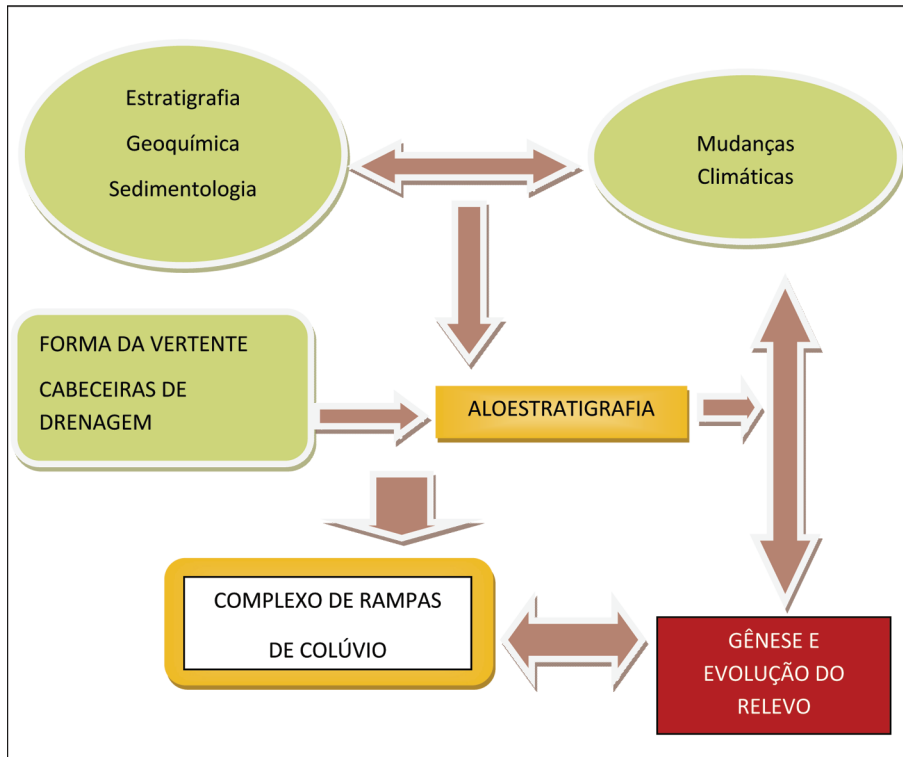 Estratigrafia
Geoquímica
Sedimentologia
Mudanças
Climáticas
FORMA DA VERTENTE
CABECEIRAS DE
DRENAGEM
ALOESTRATIGRAFIA
COMPLEXO DE RAMPAS
DE COLÚVIO
GÊNESE E
EVOLUÇÃO DO
RELEVO